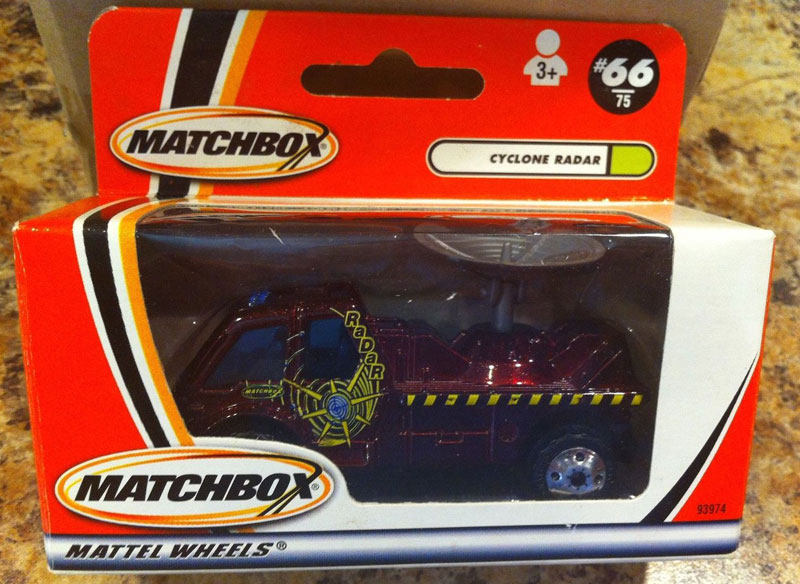 3+
#66
75
MATCHBOX®
CYCLONE RADAR
RaDaR
MATCHBOX
MATCHBOX®
93974
MATTEL WHEELS®